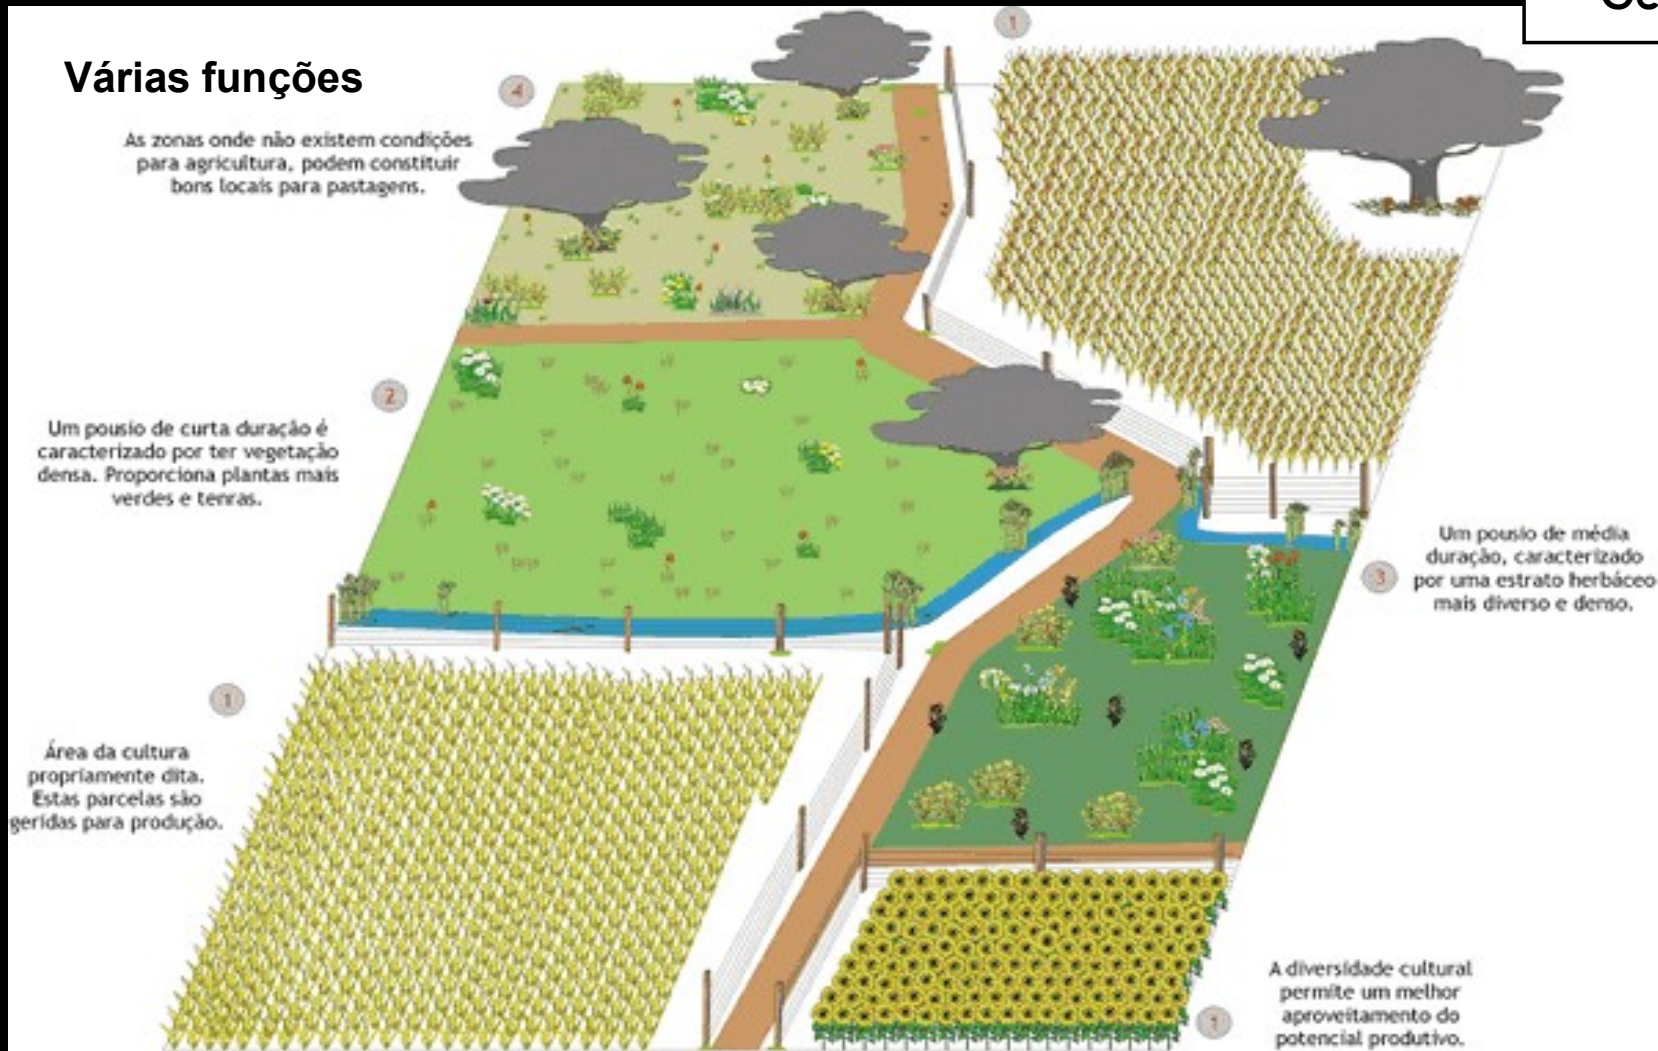 Várias funções
4
As zonas onde não existem condições
para agricultura, podem constituir
bons locais para pastagens.
1
2
Um pousio de curta duração é
caracterizado por ter vegetação
densa. Proporciona plantas mais
verdes e tenras.
Um pousio de média
duração, caracterizado
por uma estrato herbáceo
mais diverso e denso.
3
1
Área da cultura
propriamente dita.
Estas parcelas são
geridas para produção.
A diversidade cultural
permite um melhor
aproveitamento do
potencial produtivo.
1